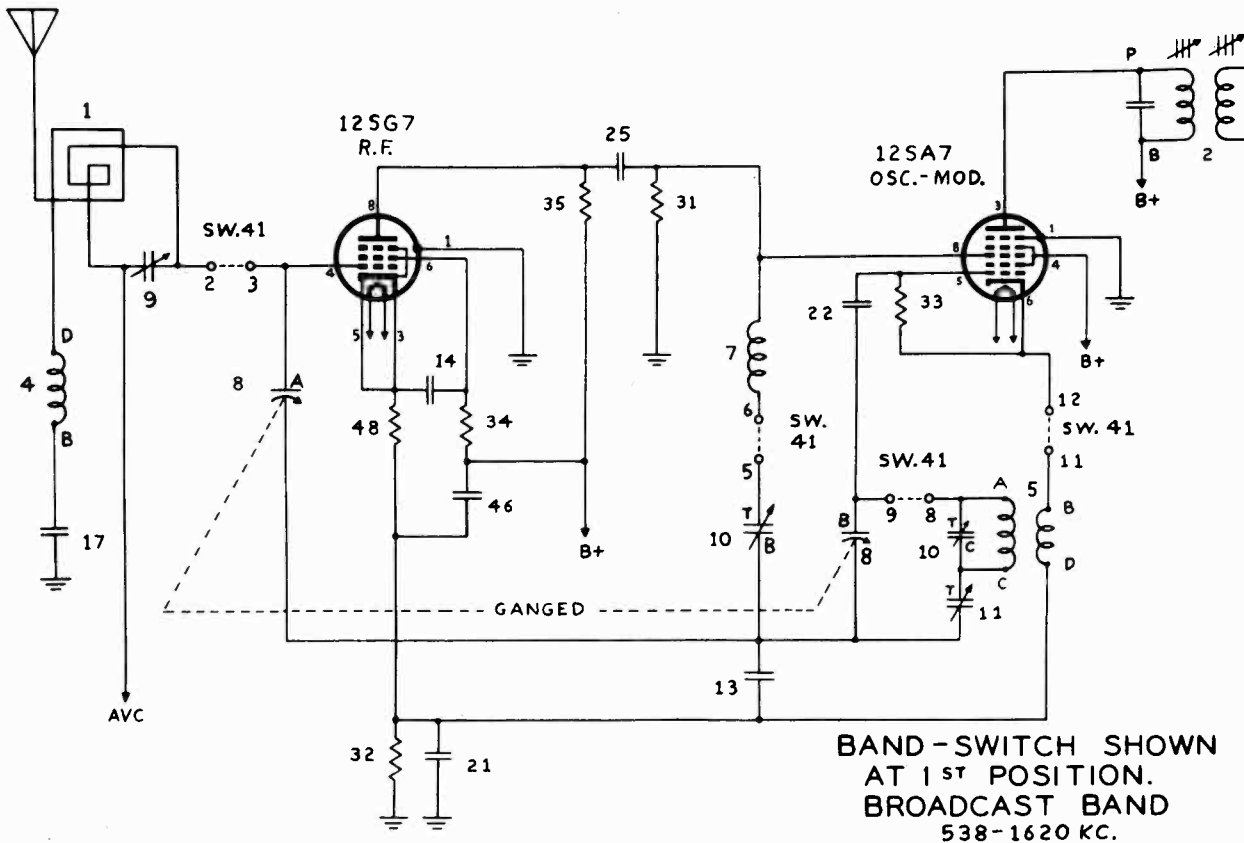 P
1
12SG7
R.F.
25
12SA7
OSC.-MOD.
B
2
B+
35
31
8
3
SW.41
1
6
4
2
3
9
5
3
8
5
1
4
6
22
33
B+
D
4
B
8
A
14
48
34
7
6
SW.
41
5
12
SW. 41
11
SW.41
9
8
A
5
B
D
17
46
B+
T
10
B
B
8
T
10
C
C
T
11
GANGED
13
AVC
32
21
BAND-SWITCH SHOWN
AT 1ST POSITION.
BROADCAST BAND
538-1620 KC.